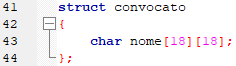 41 struct convocato
42 {
43 char nome[18][18];
44 };